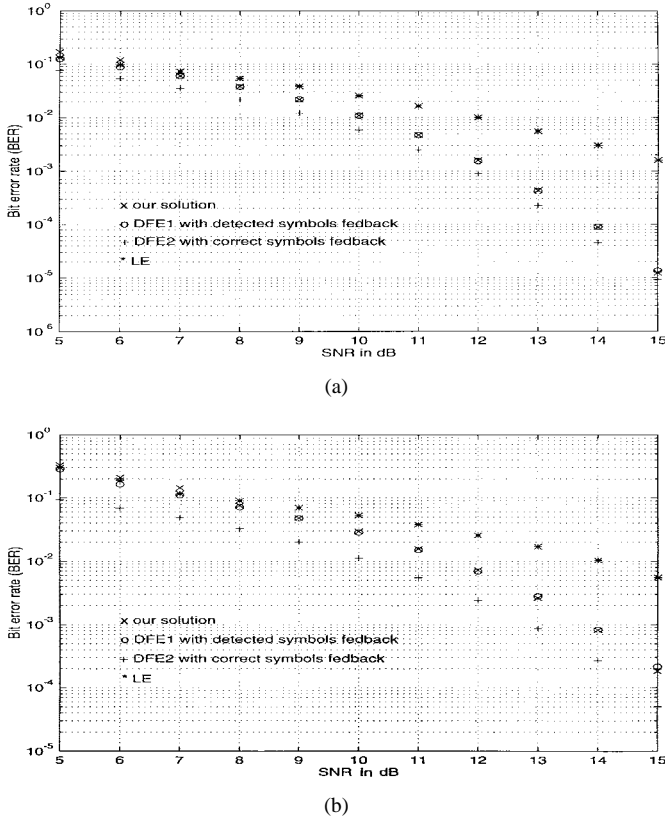 Bit error rate (BER)
10^0
10^-1
10^-2
10^-3
10^-4
10^-5
10^-6
× our solution
o DFE1 with detected symbols fedback
+ DFE2 with correct symbols fedback
* LE
5 6 7 8 9 10 11 12 13 14 15
SNR in dB
(a)
Bit error rate (BER)
10^0
10^-1
10^-2
10^-3
10^-4
10^-5
× our solution
o DFE1 with detected symbols fedback
+ DFE2 with correct symbols fedback
* LE
5 6 7 8 9 10 11 12 13 14 15
SNR in dB
(b)